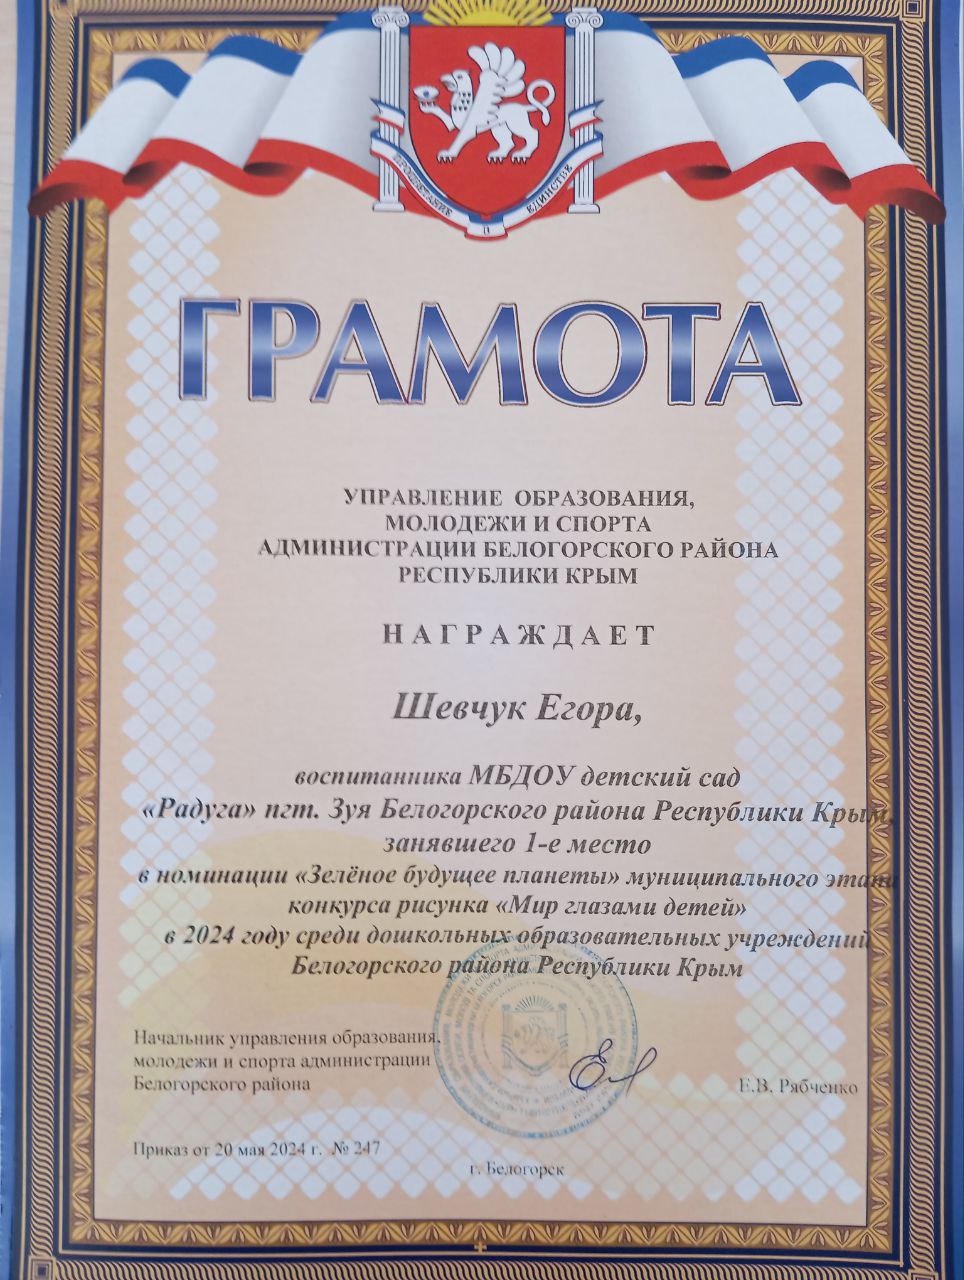 ПРОЦВЕТАНИЕ В ЕДИНСТВЕ
ГРАМОТА
УПРАВЛЕНИЕ ОБРАЗОВАНИЯ,
МОЛОДЕЖИ И СПОРТА
АДМИНИСТРАЦИИ БЕЛОГОРСКОГО РАЙОНА
РЕСПУБЛИКИ КРЫМ
НАГРАЖДАЕТ
Шевчук Егора,
воспитанника МБДОУ детский сад
«Радуга» пгт. Зуя Белогорского района Республики Крым,
занявшего 1-е место
в номинации «Зелёное будущее планеты» муниципального этапа
конкурса рисунка «Мир глазами детей»
в 2024 году среди дошкольных образовательных учреждений
Белогорского района Республики Крым
Начальник управления образования,
молодежи и спорта администрации
Белогорского района
Е.В. Рябченко
Приказ от 20 мая 2024 г. № 247
г. Белогорск